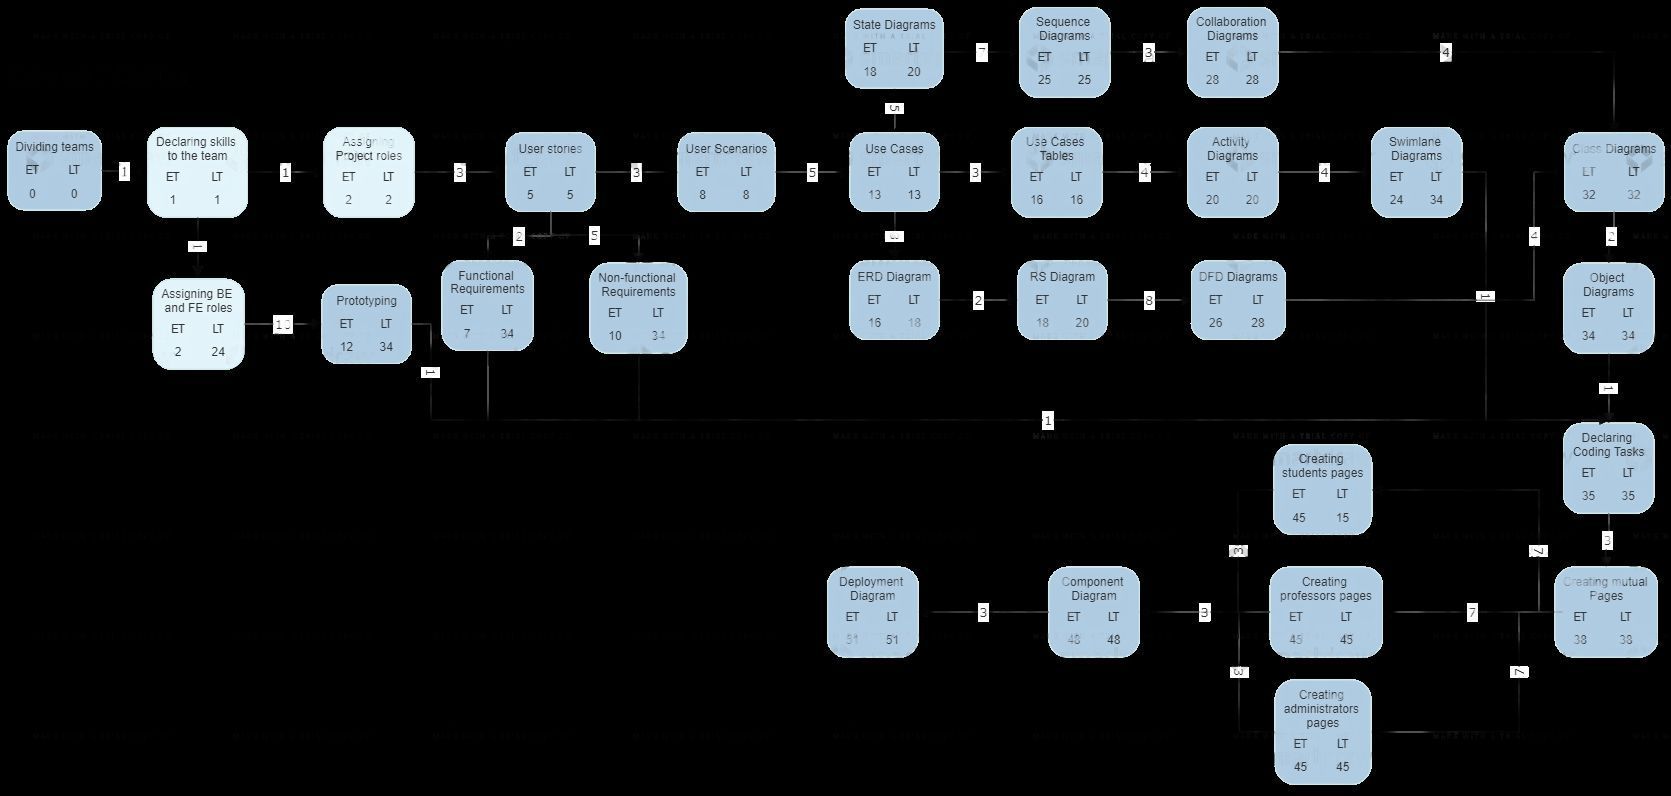 State Diagrams
ET LT
18 20
7
Sequence
Diagrams
ET LT
25 25
3
Collaboration
Diagrams
ET LT
28 28
4
5
Dividing teams
ET LT
0 0
1
Declaring skills
to the team
ET LT
1 1
1
Assigning
Project roles
ET LT
2 2
3
User stories
ET LT
5 5
3
User Scenarios
ET LT
8 8
5
Use Cases
ET LT
13 13
3
Use Cases
Tables
ET LT
16 16
4
Activity
Diagrams
ET LT
20 20
4
Swimlane
Diagrams
ET LT
24 34
Class Diagrams
ET LT
32 32
1
2
5
3
4
2
Assigning BE
and FE roles
ET LT
2 24
Prototyping
ET LT
12 34
Functional
Requirements
ET LT
7 34
Non-functional
Requirements
ET LT
10 34
ERD Diagram
ET LT
16 18
2
RS Diagram
ET LT
18 20
8
DFD Diagrams
ET LT
26 28
1
Object
Diagrams
ET LT
34 34
1
1
1
Declaring
Coding Tasks
ET LT
35 35
Creating
students pages
ET LT
45 15
3
3
7
Deployment
Diagram
ET LT
51 51
3
Component
Diagram
ET LT
48 48
3
Creating
professors pages
ET LT
45 45
7
Creating mutual
Pages
ET LT
38 38
3
7
Creating
administrators
pages
ET LT
45 45